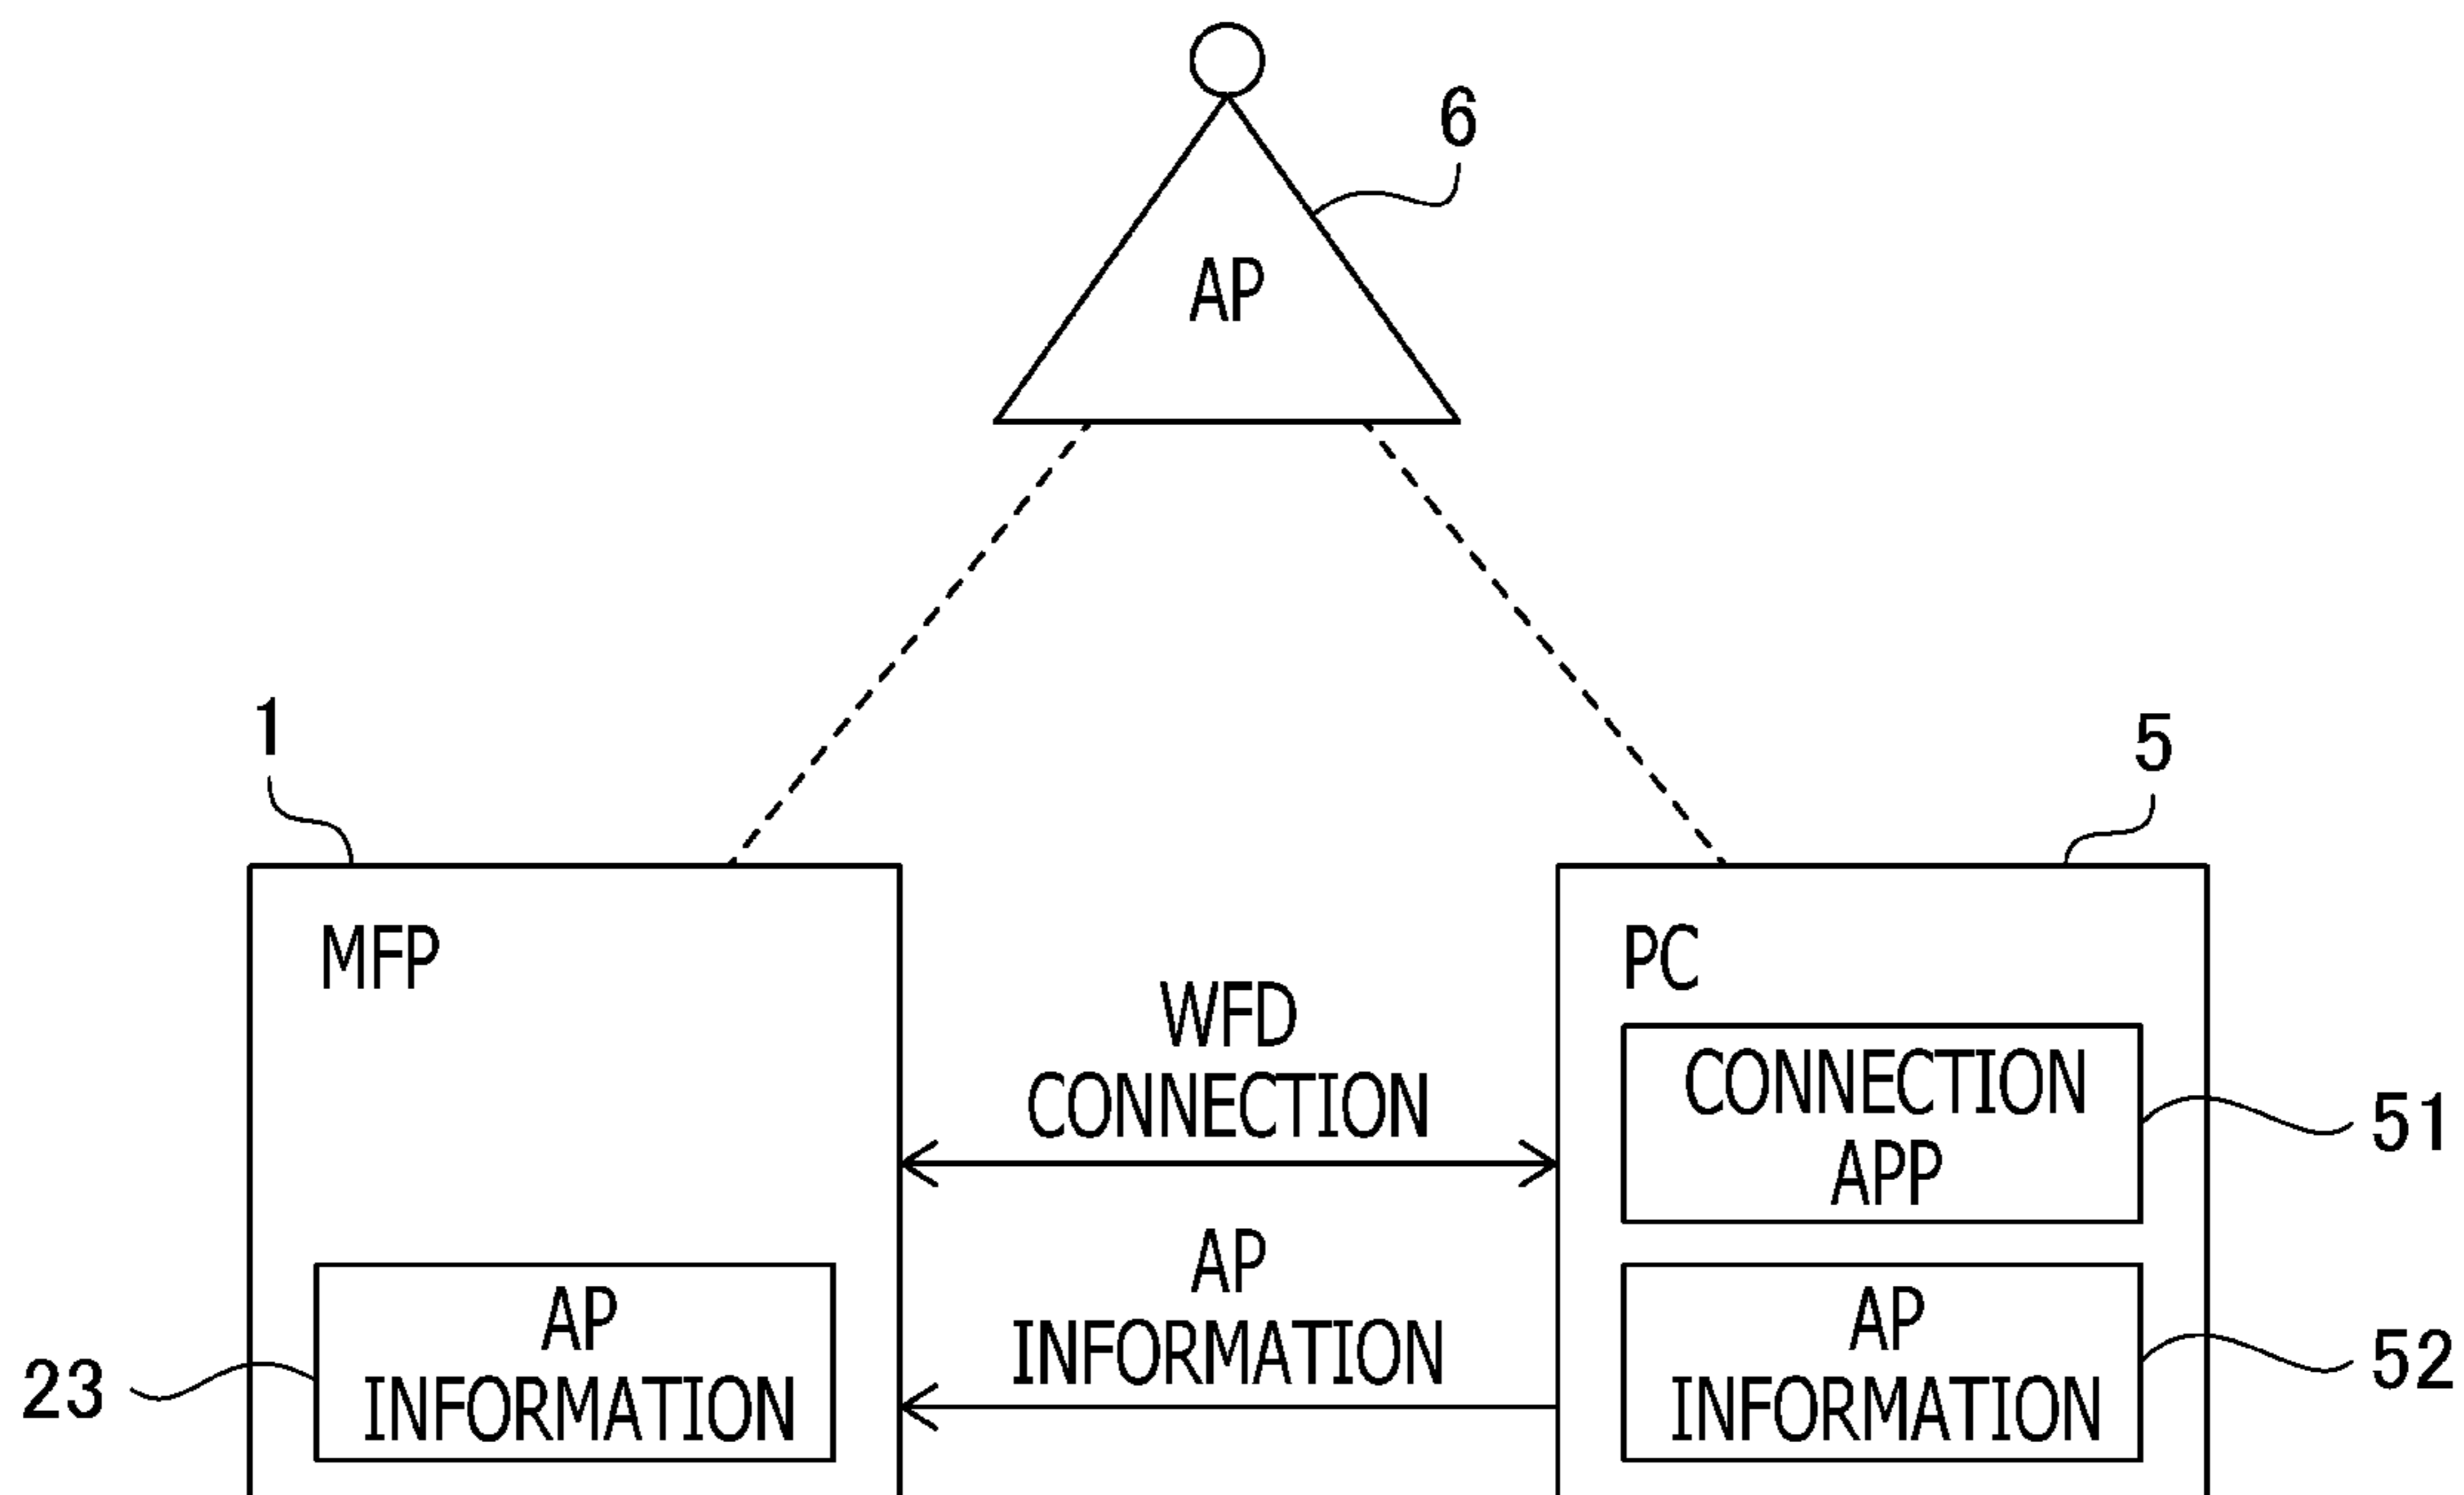 6
AP
1
5
MFP
PC
WFD
CONNECTION
CONNECTION
APP
51
AP
INFORMATION
AP
INFORMATION
AP
INFORMATION
23
52